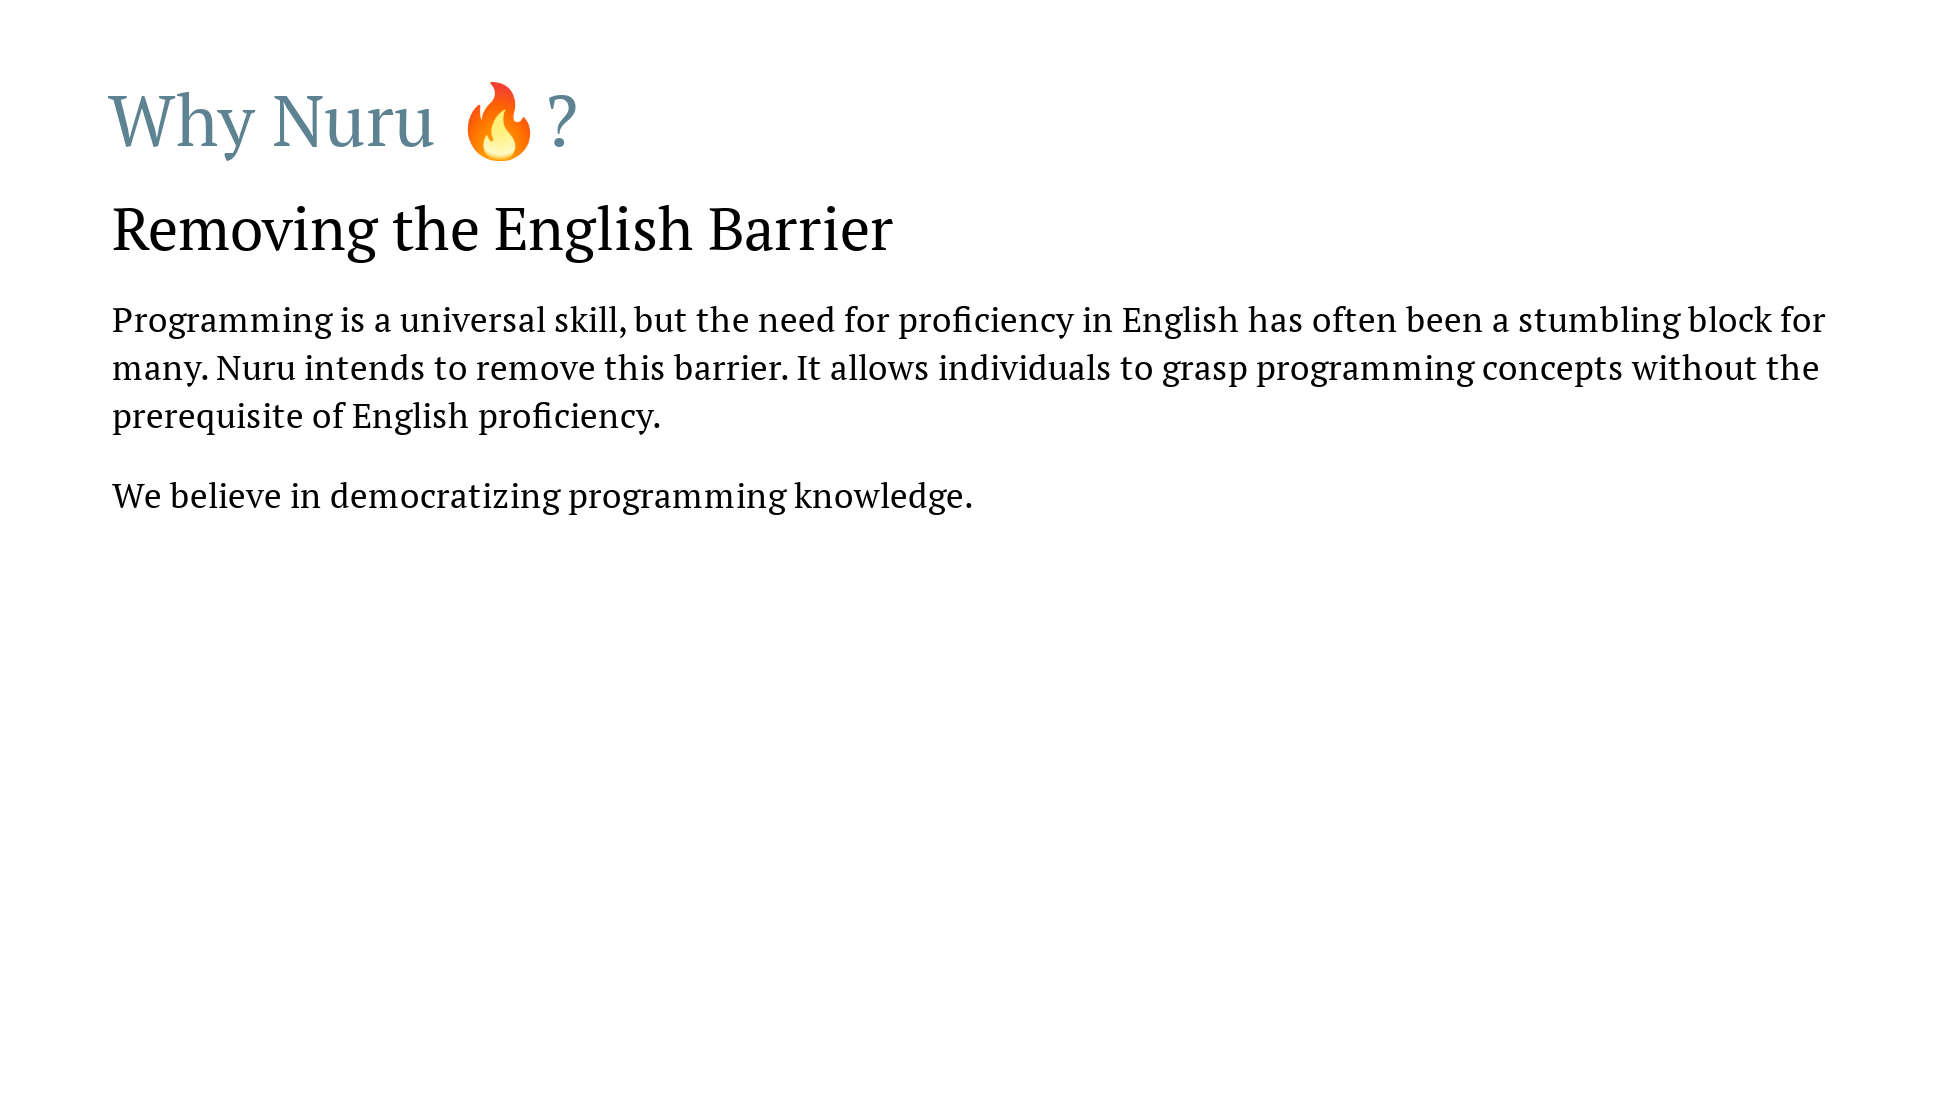 Why Nuru 🔥?
Removing the English Barrier
Programming is a universal skill, but the need for proficiency in English has often been a stumbling block for
many. Nuru intends to remove this barrier. It allows individuals to grasp programming concepts without the
prerequisite of English proficiency.
We believe in democratizing programming knowledge.